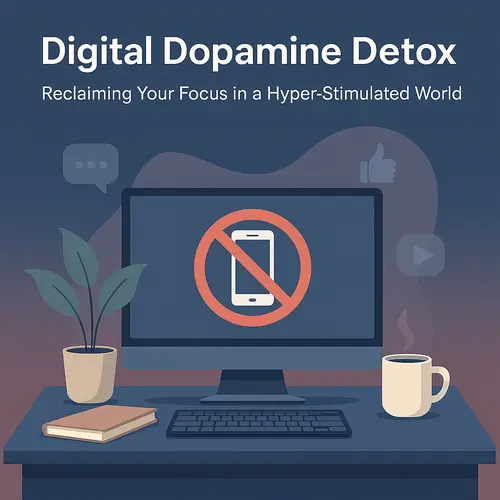 Digital Dopamine Detox
Reclaiming Your Focus in a Hyper-Stimulated World